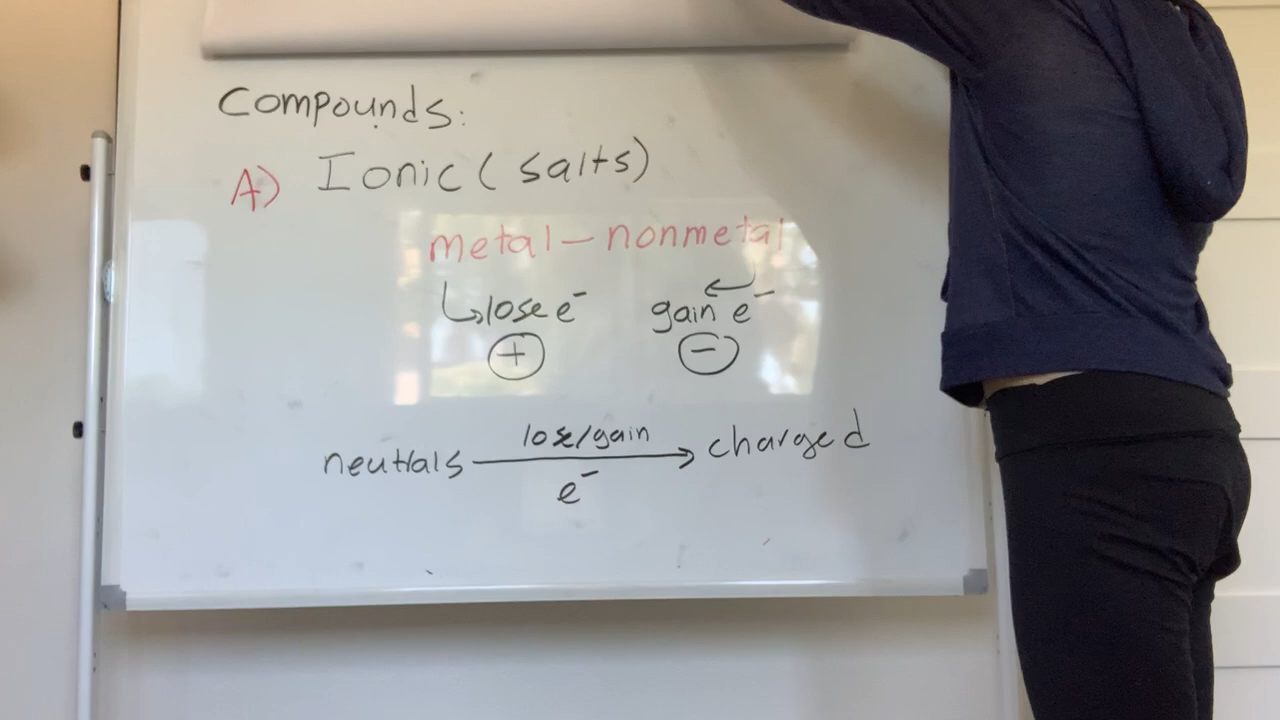 Compounds:
A) Ionic (salts)
metal - nonmetal
↳ lose e⁻ gain e⁻ ↵
⊕ ⊖
neutrals lose/gain e⁻ → charged